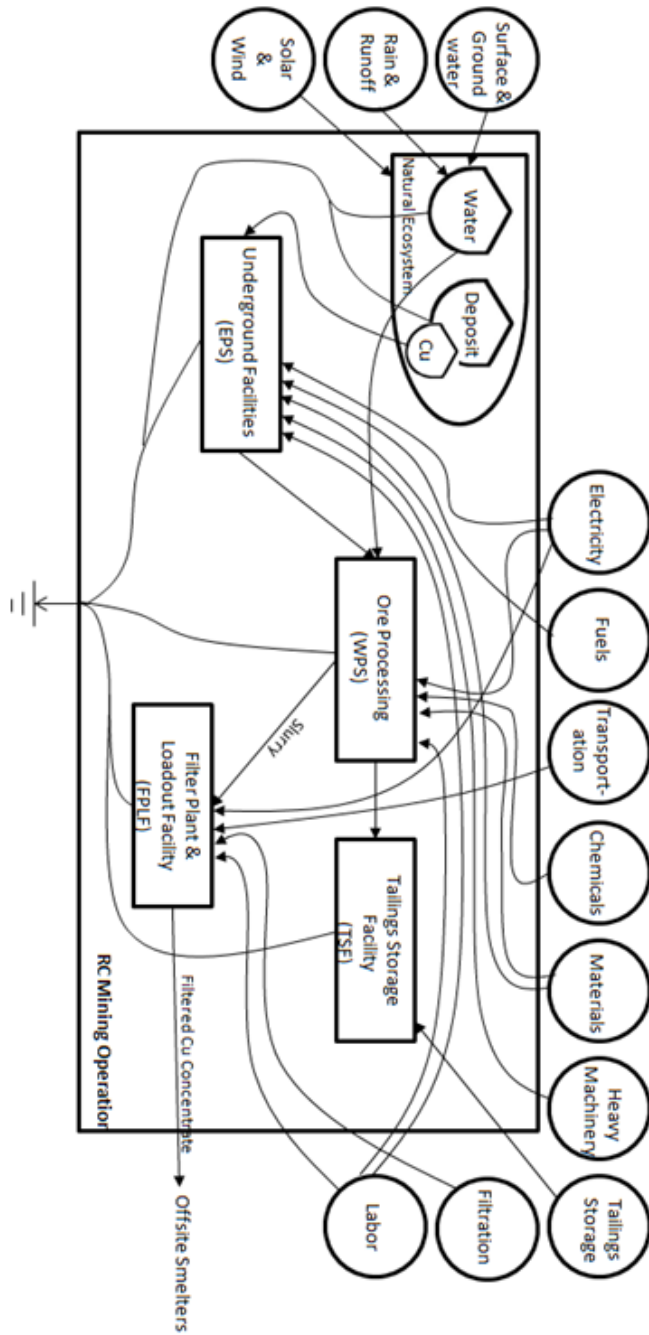 Solar
&
Wind
Rain &
Runoff
Surface &
Ground
water
Electricity
Fuels
Transport-
ation
Chemicals
Materials
Heavy
Machinery
Tailings
Storage
Filtration
Labor
Natural Ecosystem
Water
Deposit
Cu
Underground Facilities
(EPS)
Ore Processing
(WPS)
Tailings Storage
Facility
(TSF)
Slurry
Filter Plant &
Loadout Facility
(FPLF)
Filtered Cu Concentrate
Offsite Smelters
RC Mining Operation